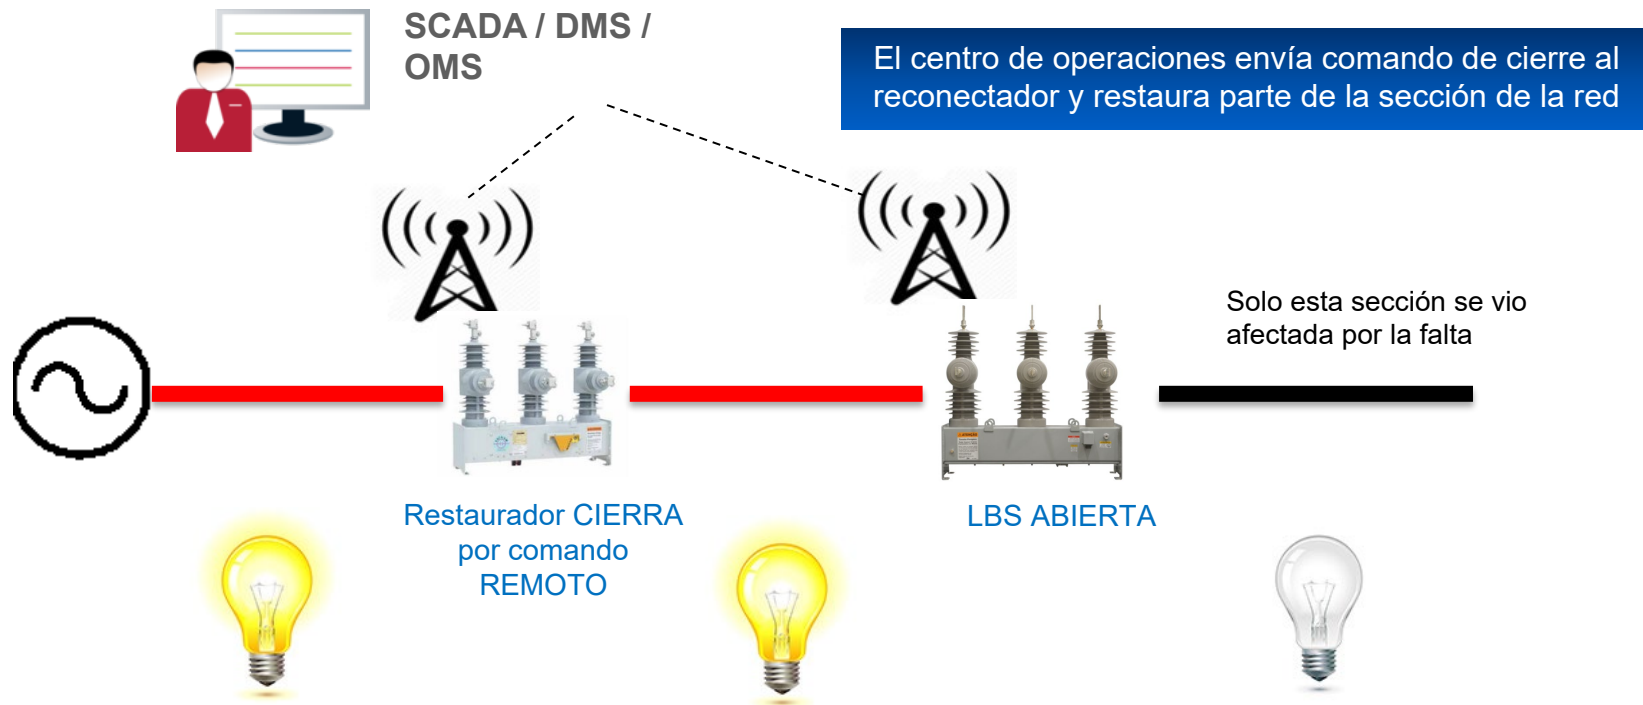 SCADA / DMS /
OMS
El centro de operaciones envía comando de cierre al
reconectador y restaura parte de la sección de la red
Solo esta sección se vio
afectada por la falta
Restaurador CIERRA
por comando
REMOTO
LBS ABIERTA